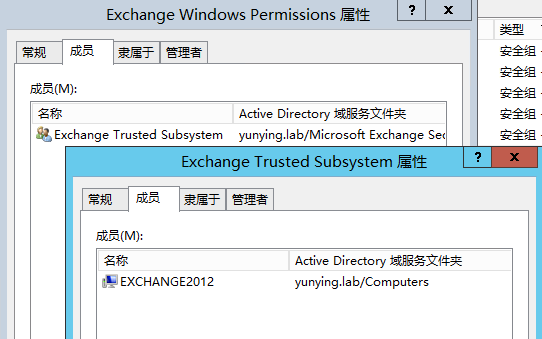 Exchange Windows Permissions 属性
? x
常规 成员 隶属于 管理者
成员(M):
名称 Active Directory 域服务文件夹
Exchange Trusted Subsystem yunying.lab/Microsoft Exchange Sec
类型
安全组
安全组
安全组
安全组
安全组
Exchange Trusted Subsystem 属性
? x
常规 成员 隶属于 管理者
成员(M):
名称 Active Directory 域服务文件夹
EXCHANGE2012 yunying.lab/Computers